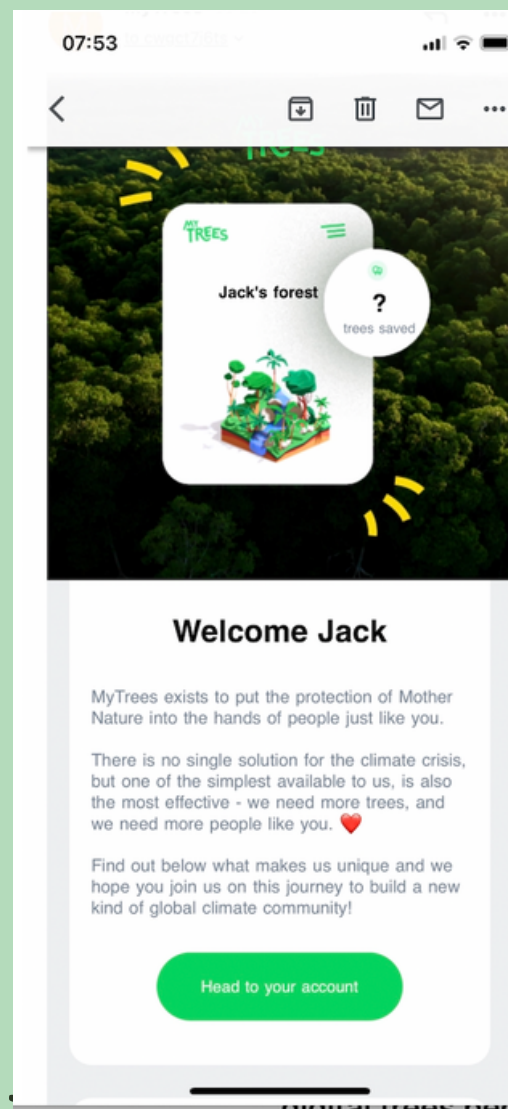 07:53
TREES
MY
TREES
Jack's forest
?
trees saved
Welcome Jack
MyTrees exists to put the protection of Mother
Nature into the hands of people just like you.
There is no single solution for the climate crisis,
but one of the simplest available to us, is also
the most effective - we need more trees, and
we need more people like you. ❤️
Find out below what makes us unique and we
hope you join us on this journey to build a new
kind of global climate community!
Head to your account